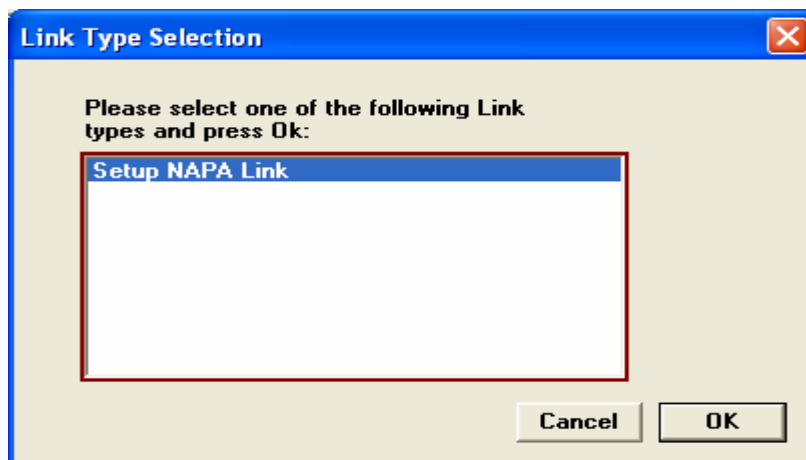 Link Type Selection
Please select one of the following Link
types and press Ok:
Setup NAPA Link
Cancel OK